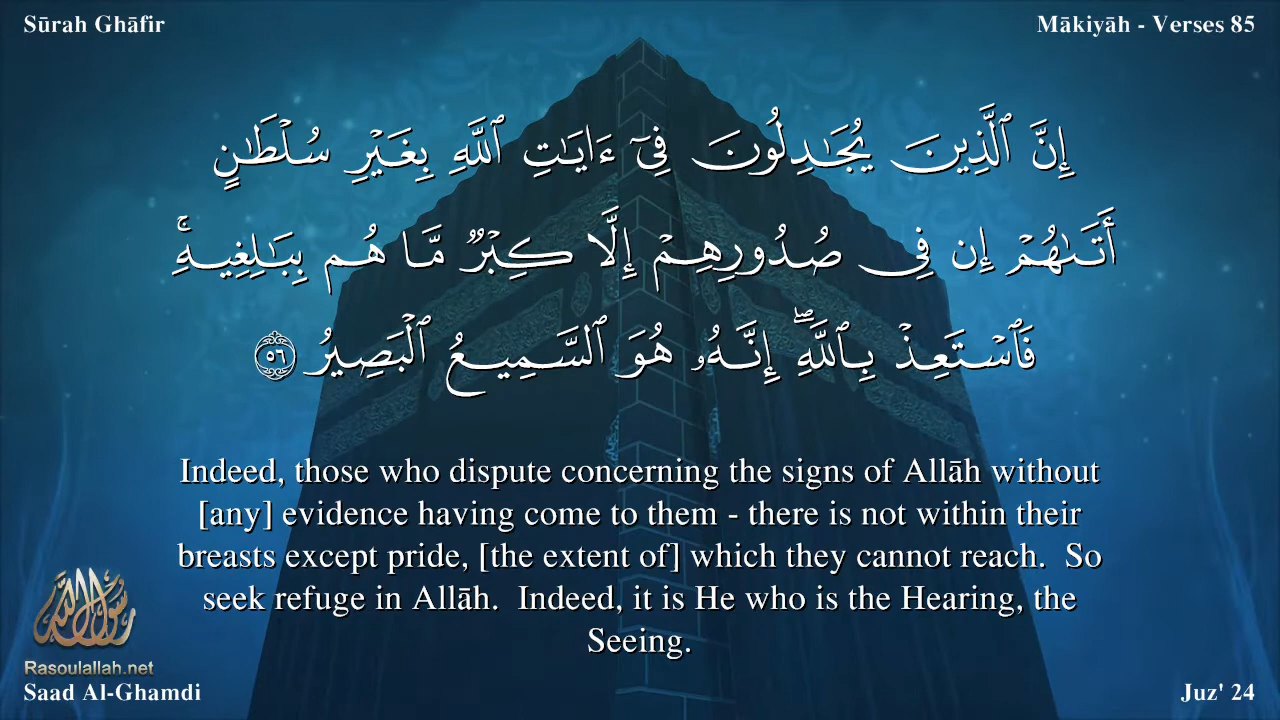 Sūrah Ghāfir
Mākiyāh - Verses 85
إِنَّ ٱلَّذِينَ يُجَـٰدِلُونَ فِىٓ ءَايَـٰتِ ٱللَّهِ بِغَيْرِ سُلْطَـٰنٍ
أَتَىٰهُمْ إِن فِى صُدُورِهِمْ إِلَّا كِبْرٌ مَّا هُم بِبَـٰلِغِيهِ ۚ
فَٱسْتَعِذْ بِٱللَّهِ ۖ إِنَّهُۥ هُوَ ٱلسَّمِيعُ ٱلْبَصِيرُ ٥٦
Indeed, those who dispute concerning the signs of Allāh without
[any] evidence having come to them - there is not within their
breasts except pride, [the extent of] which they cannot reach.  So
seek refuge in Allāh.  Indeed, it is He who is the Hearing, the
Seeing.
رسول الله
Rasoulallah.net
Saad Al-Ghamdi
Juz' 24